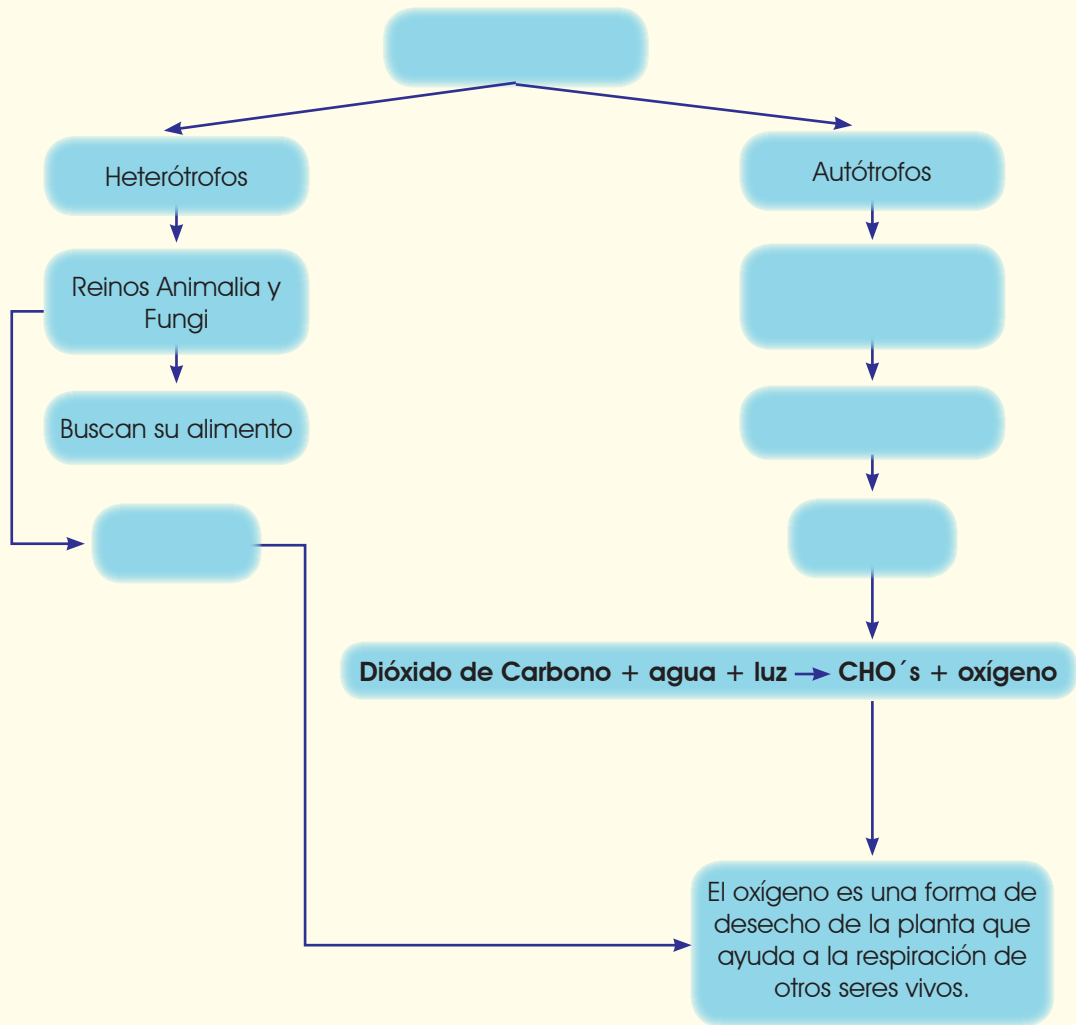 Heterótrofos
Autótrofos
Reinos Animalia y
Fungi
Buscan su alimento
Dióxido de Carbono + agua + luz → CHO´s + oxígeno
El oxígeno es una forma de
desecho de la planta que
ayuda a la respiración de
otros seres vivos.